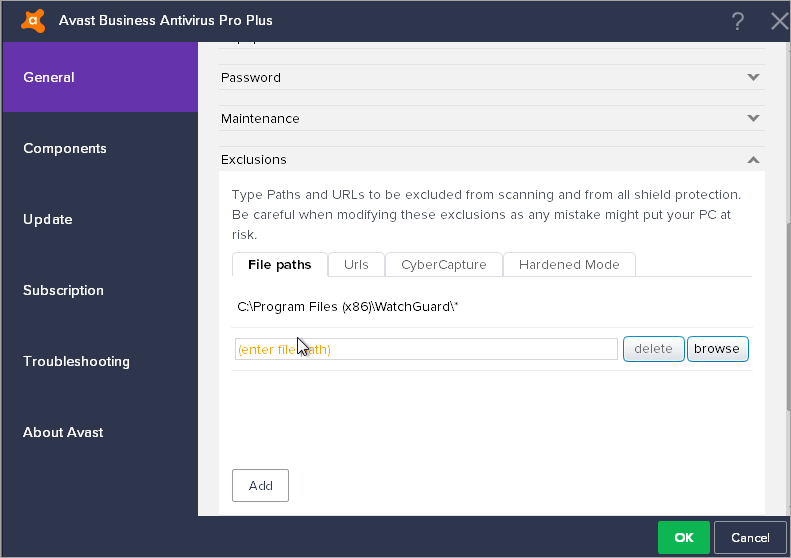 Avast Business Antivirus Pro Plus
?
General
Components
Update
Subscription
Troubleshooting
About Avast
Password
Maintenance
Exclusions
Type Paths and URLs to be excluded from scanning and from all shield protection.
Be careful when modifying these exclusions as any mistake might put your PC at
risk.
File paths Urls CyberCapture Hardened Mode
C:\Program Files (x86)\WatchGuard\*
(enter file path) delete browse
Add
OK Cancel